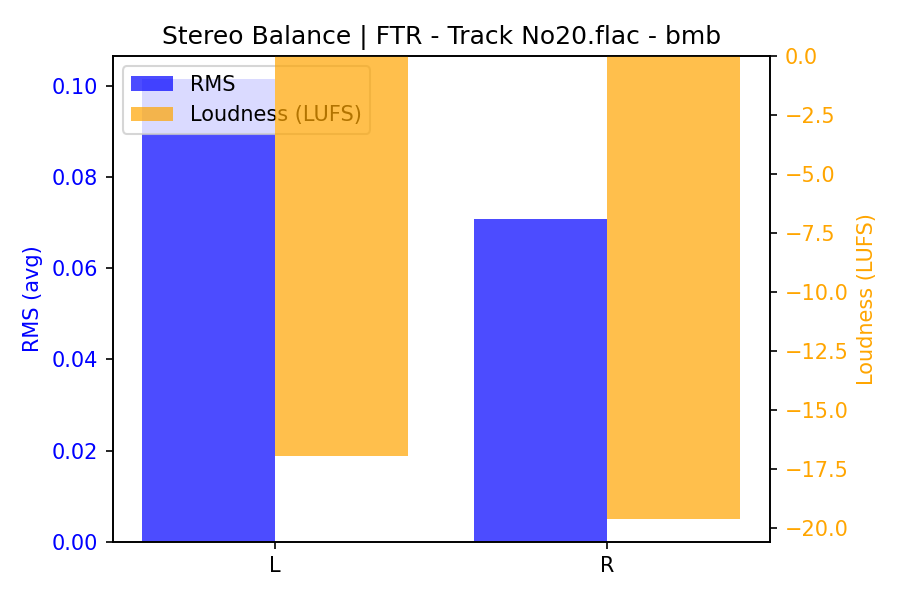 Stereo Balance | FTR - Track No20.flac - bmb
RMS
Loudness (LUFS)
RMS (avg)
0.10
0.08
0.06
0.04
0.02
0.00
L
R
0.0
−2.5
−5.0
−7.5
−10.0
−12.5
−15.0
−17.5
−20.0
Loudness (LUFS)